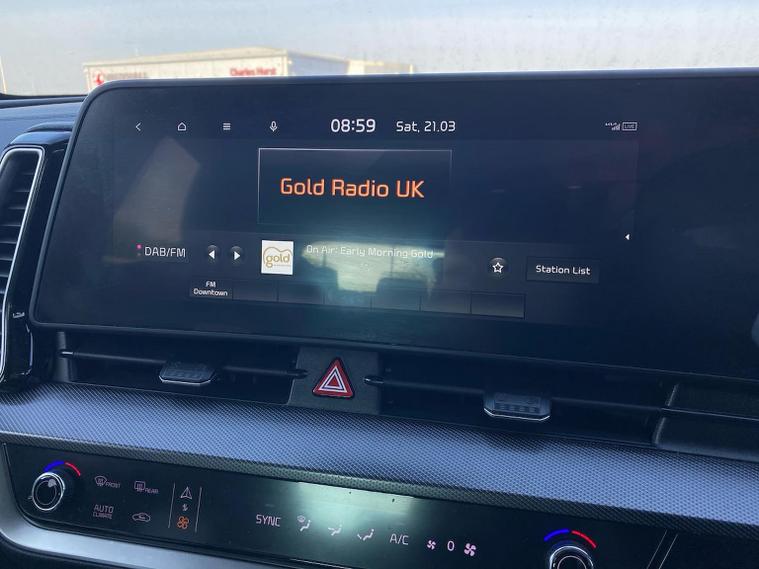 Charles Hurst
08:59 Sat, 21.03
LIVE
Gold Radio UK
DAB/FM
gold
On Air: Early Morning Gold
Station List
FM
Downtown
FRONT
REAR
AUTO
CLIMATE
SYNC
A/C
0